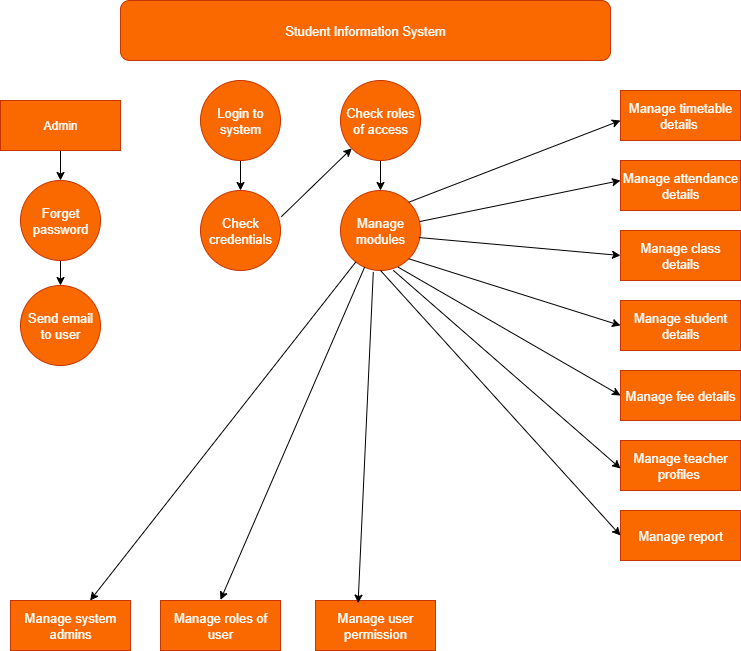 Student Information System
Admin
Login to
system
Check roles
of access
Manage timetable
details
Manage attendance
details
Forget
password
Check
credentials
Manage
modules
Manage class
details
Send email
to user
Manage student
details
Manage fee details
Manage teacher
profiles
Manage report
Manage system
admins
Manage roles of
user
Manage user
permission